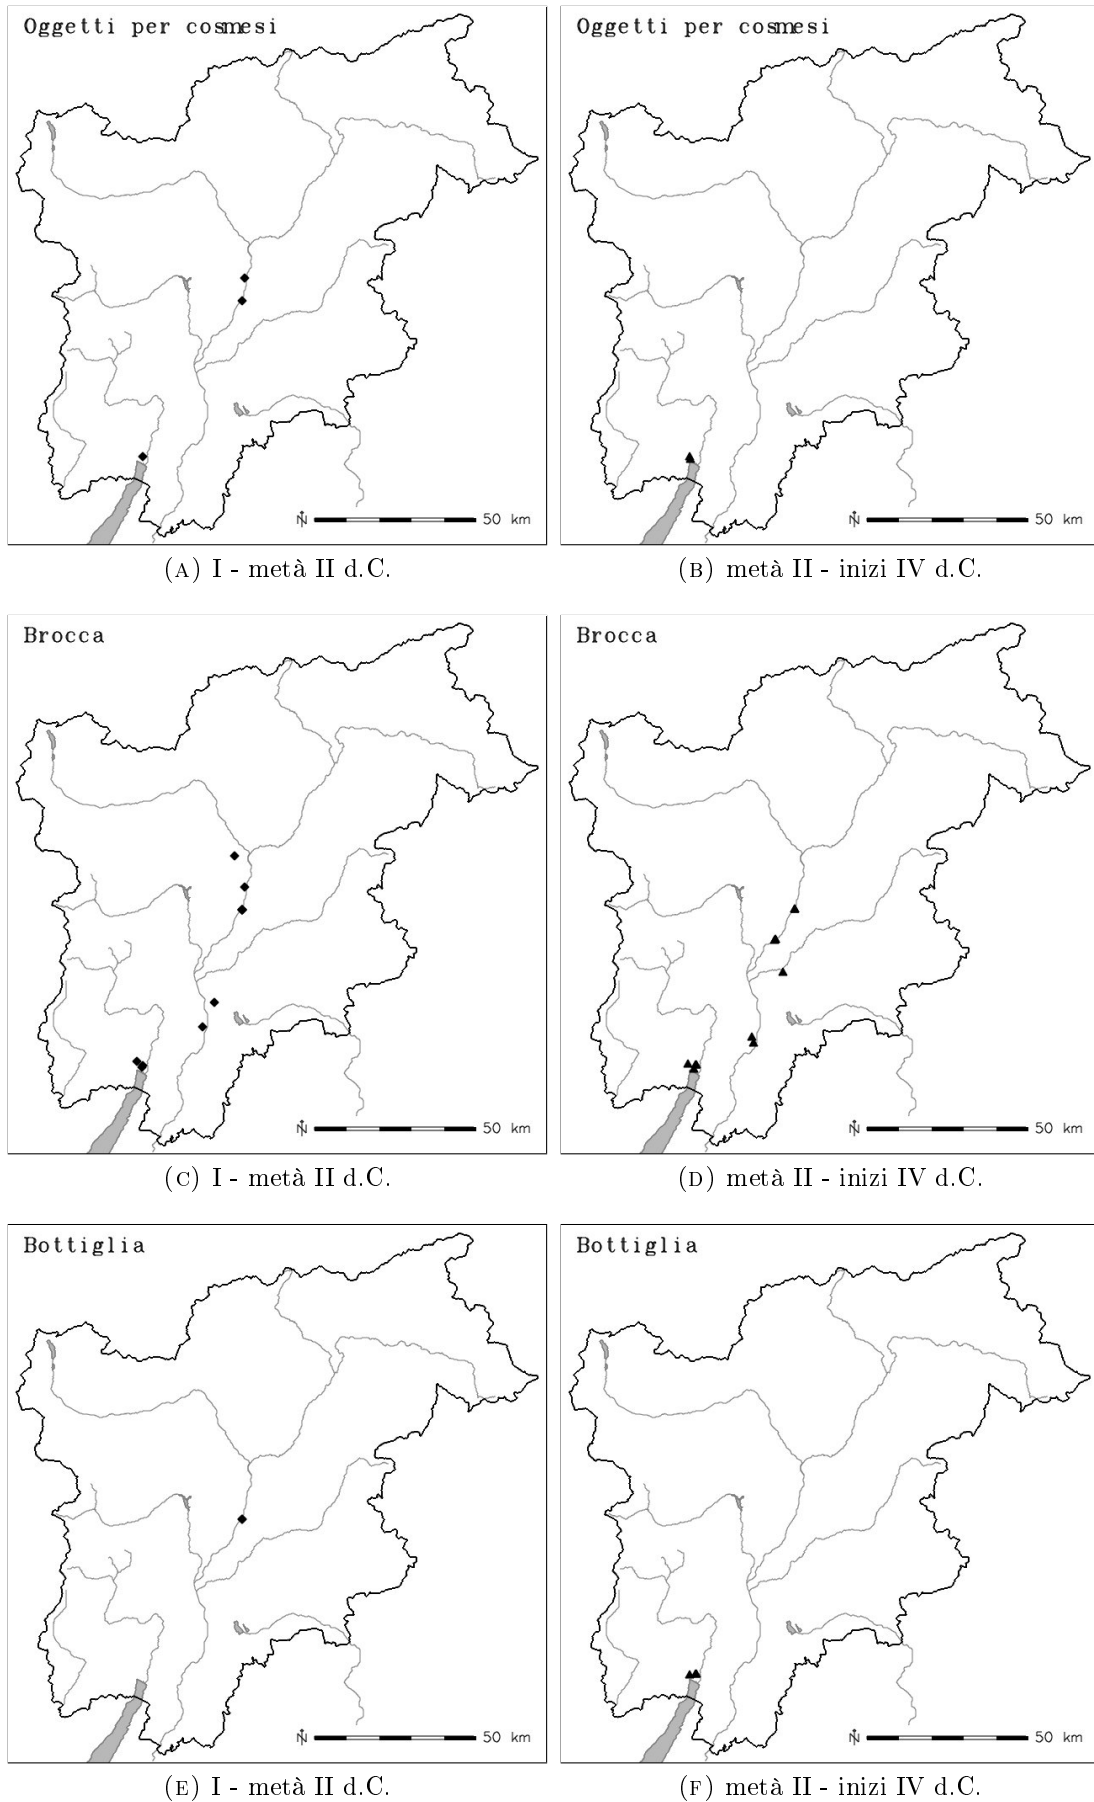 Oggetti per cosmesi
N 50 km
(A) I - metà II d.C.
Oggetti per cosmesi
N 50 km
(B) metà II - inizi IV d.C.
Brocca
N 50 km
(C) I - metà II d.C.
Brocca
N 50 km
(D) metà II - inizi IV d.C.
Bottiglia
N 50 km
(E) I - metà II d.C.
Bottiglia
N 50 km
(F) metà II - inizi IV d.C.